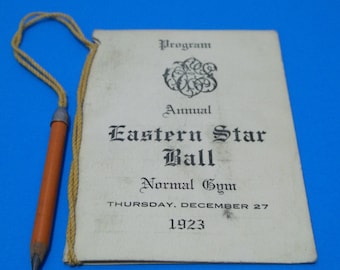 Program
Annual
Eastern Star
Ball
Normal Gym
THURSDAY, DECEMBER 27
1923